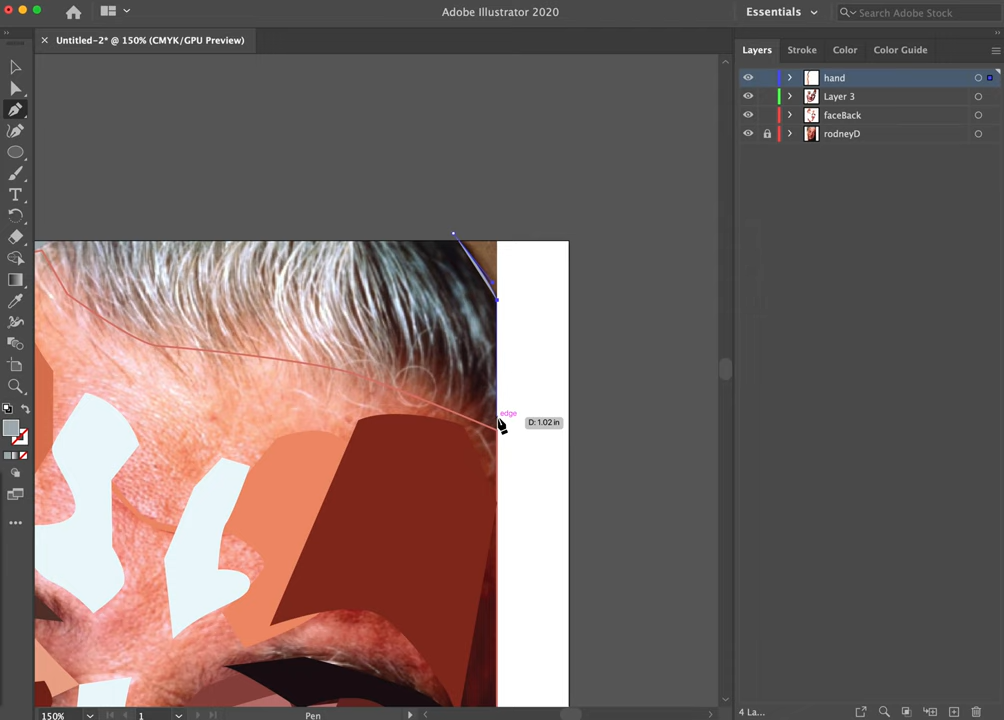 Adobe Illustrator 2020
Essentials
Search Adobe Stock
Untitled-2* @ 150% (CMYK/GPU Preview)
Layers
Stroke
Color
Color Guide
hand
Layer 3
faceBack
rodneyD
edge
D: 1.02 in
150%
1
Pen
4 La...